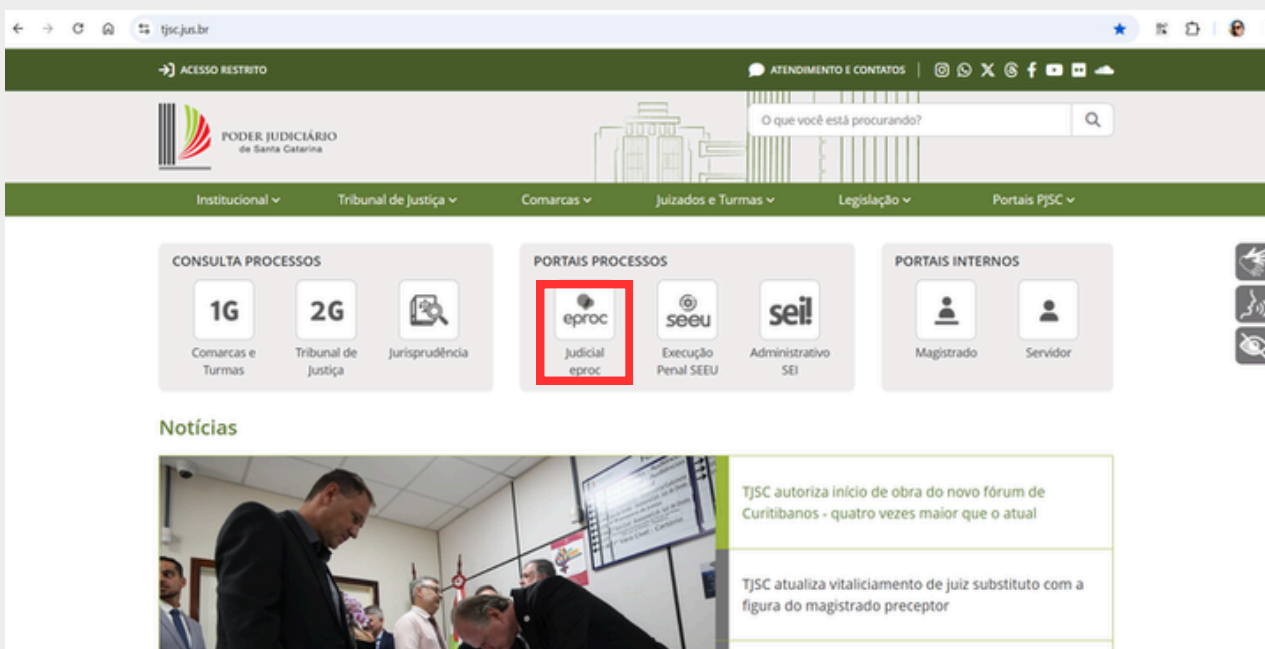 tjsc.jus.br
ACESSO RESTRITO
ATENDIMENTO E CONTATOS
PODER JUDICIÁRIO
de Santa Catarina
O que você está procurando?
Institucional
Tribunal de Justiça
Comarcas
Juizados e Turmas
Legislação
Portais PJSC
CONSULTA PROCESSOS
1G
2G
Comarcas e
Turmas
Tribunal de
Justiça
Jurisprudência
PORTAIS PROCESSOS
eproc
seeu
sei!
Judicial
eproc
Execução
Penal SEEU
Administrativo
SEI
PORTAIS INTERNOS
Magistrado
Servidor
Notícias
TJSC autoriza início de obra do novo fórum de
Curitibanos - quatro vezes maior que o atual
TJSC atualiza vitaliciamento de juiz substituto com a
figura do magistrado preceptor